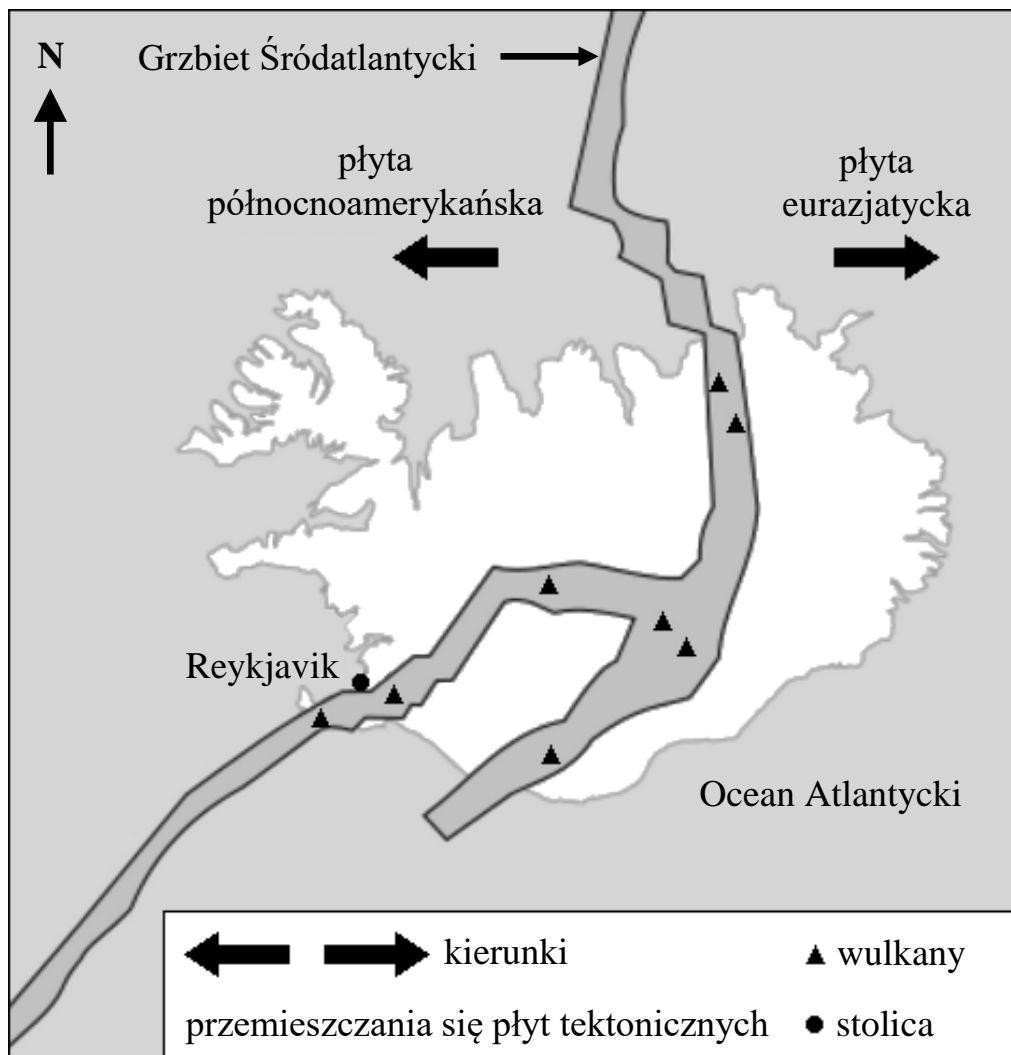 N
Grzbiet Śródatlantycki
płyta
północnoamerykańska
płyta
eurazjatycka
Reykjavik
Ocean Atlantycki
kierunki
przemieszczania się płyt tektonicznych
wulkany
stolica